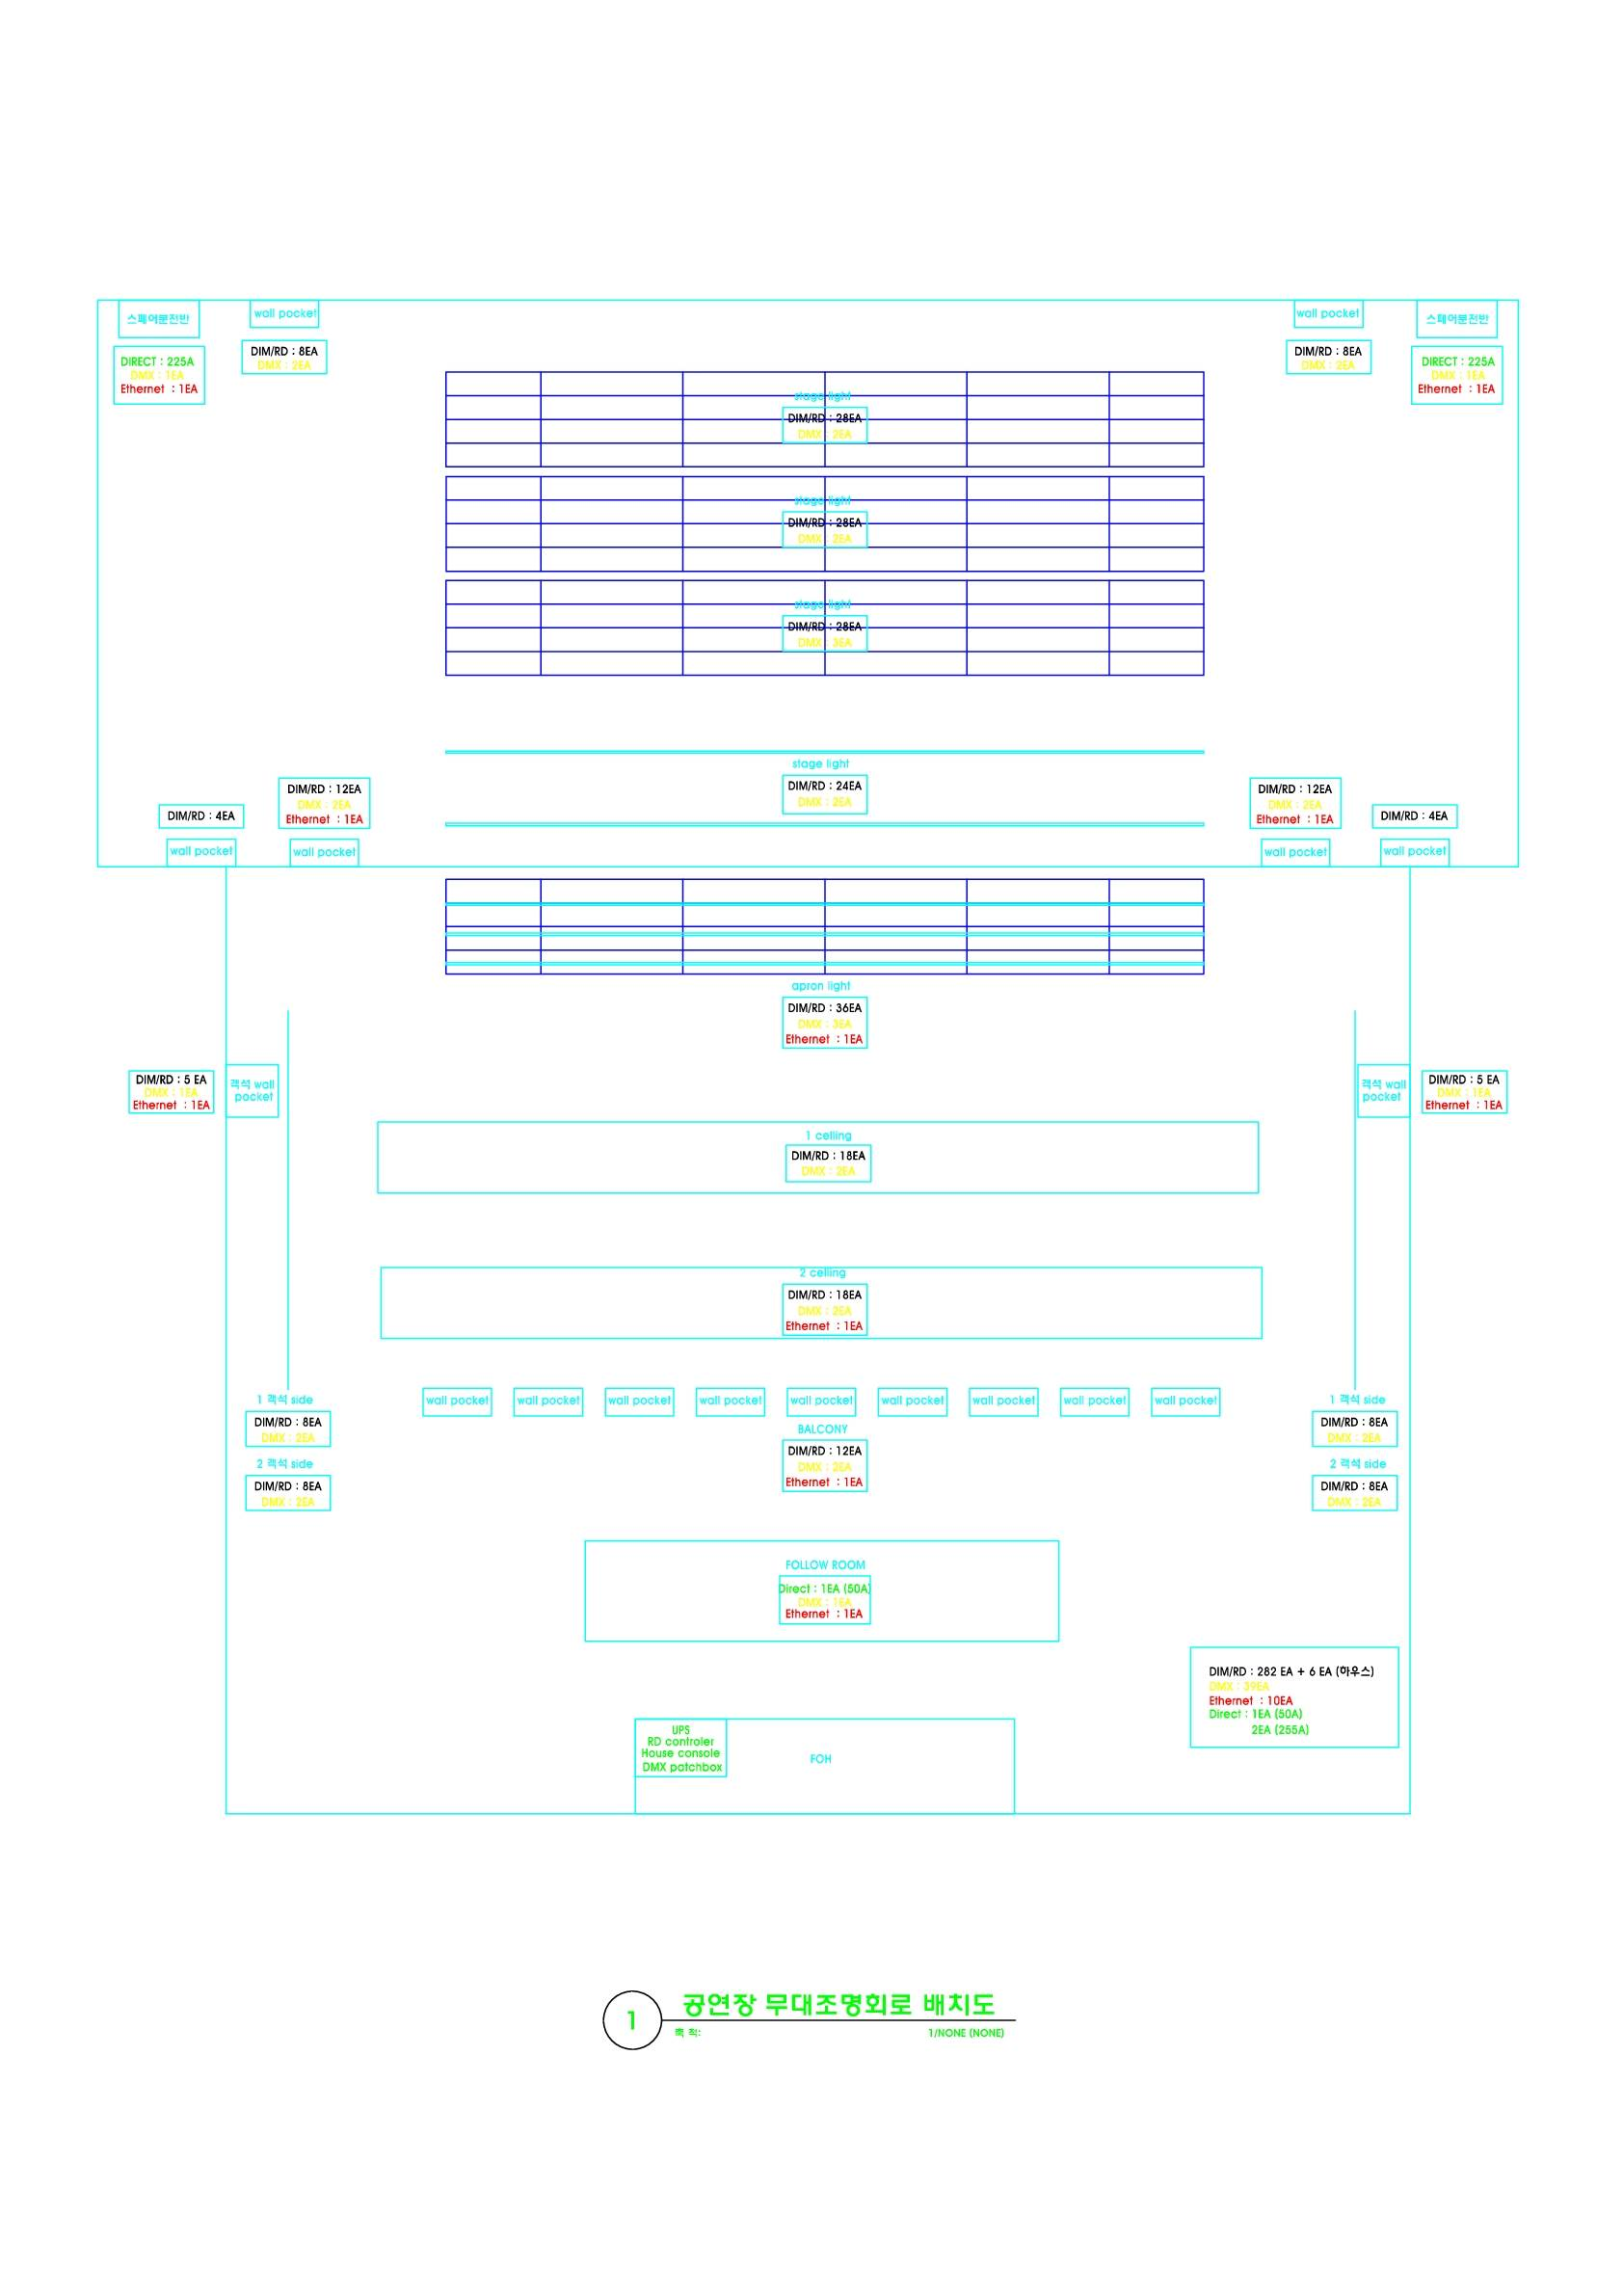 스페어분전반
wall pocket
wall pocket
스페어분전반
DIRECT : 225A
DMX : 1EA
Ethernet : 1EA
DIM/RD : 8EA
DMX : 2EA
DIM/RD : 8EA
DMX : 2EA
DIRECT : 225A
DMX : 1EA
Ethernet : 1EA
stage light
DIM/RD : 28EA
DMX : 2EA
stage light
DIM/RD : 28EA
DMX : 2EA
stage light
DIM/RD : 28EA
DMX : 3EA
stage light
DIM/RD : 24EA
DMX : 2EA
DIM/RD : 4EA
wall pocket
DIM/RD : 12EA
DMX : 2EA
Ethernet : 1EA
wall pocket
DIM/RD : 12EA
DMX : 2EA
Ethernet : 1EA
wall pocket
DIM/RD : 4EA
wall pocket
apron light
DIM/RD : 36EA
DMX : 3EA
Ethernet : 1EA
DIM/RD : 5 EA
DMX : 1EA
Ethernet : 1EA
객석 wall
pocket
객석 wall
pocket
DIM/RD : 5 EA
DMX : 1EA
Ethernet : 1EA
1 celling
DIM/RD : 18EA
DMX : 2EA
2 celling
DIM/RD : 18EA
DMX : 2EA
Ethernet : 1EA
1 객석 side
DIM/RD : 8EA
DMX : 2EA
2 객석 side
DIM/RD : 8EA
DMX : 2EA
wall pocket
wall pocket
wall pocket
wall pocket
wall pocket
wall pocket
wall pocket
wall pocket
wall pocket
BALCONY
DIM/RD : 12EA
DMX : 2EA
Ethernet : 1EA
1 객석 side
DIM/RD : 8EA
DMX : 2EA
2 객석 side
DIM/RD : 8EA
DMX : 2EA
FOLLOW ROOM
Direct : 1EA (50A)
DMX : 1EA
Ethernet : 1EA
DIM/RD : 282 EA + 6 EA (하우스)
DMX : 39EA
Ethernet : 10EA
Direct : 1EA (50A)
2EA (255A)
UPS
RD controler
House console
DMX patchbox
FOH
1
공연장 무대조명회로 배치도
축 척:
1/NONE (NONE)